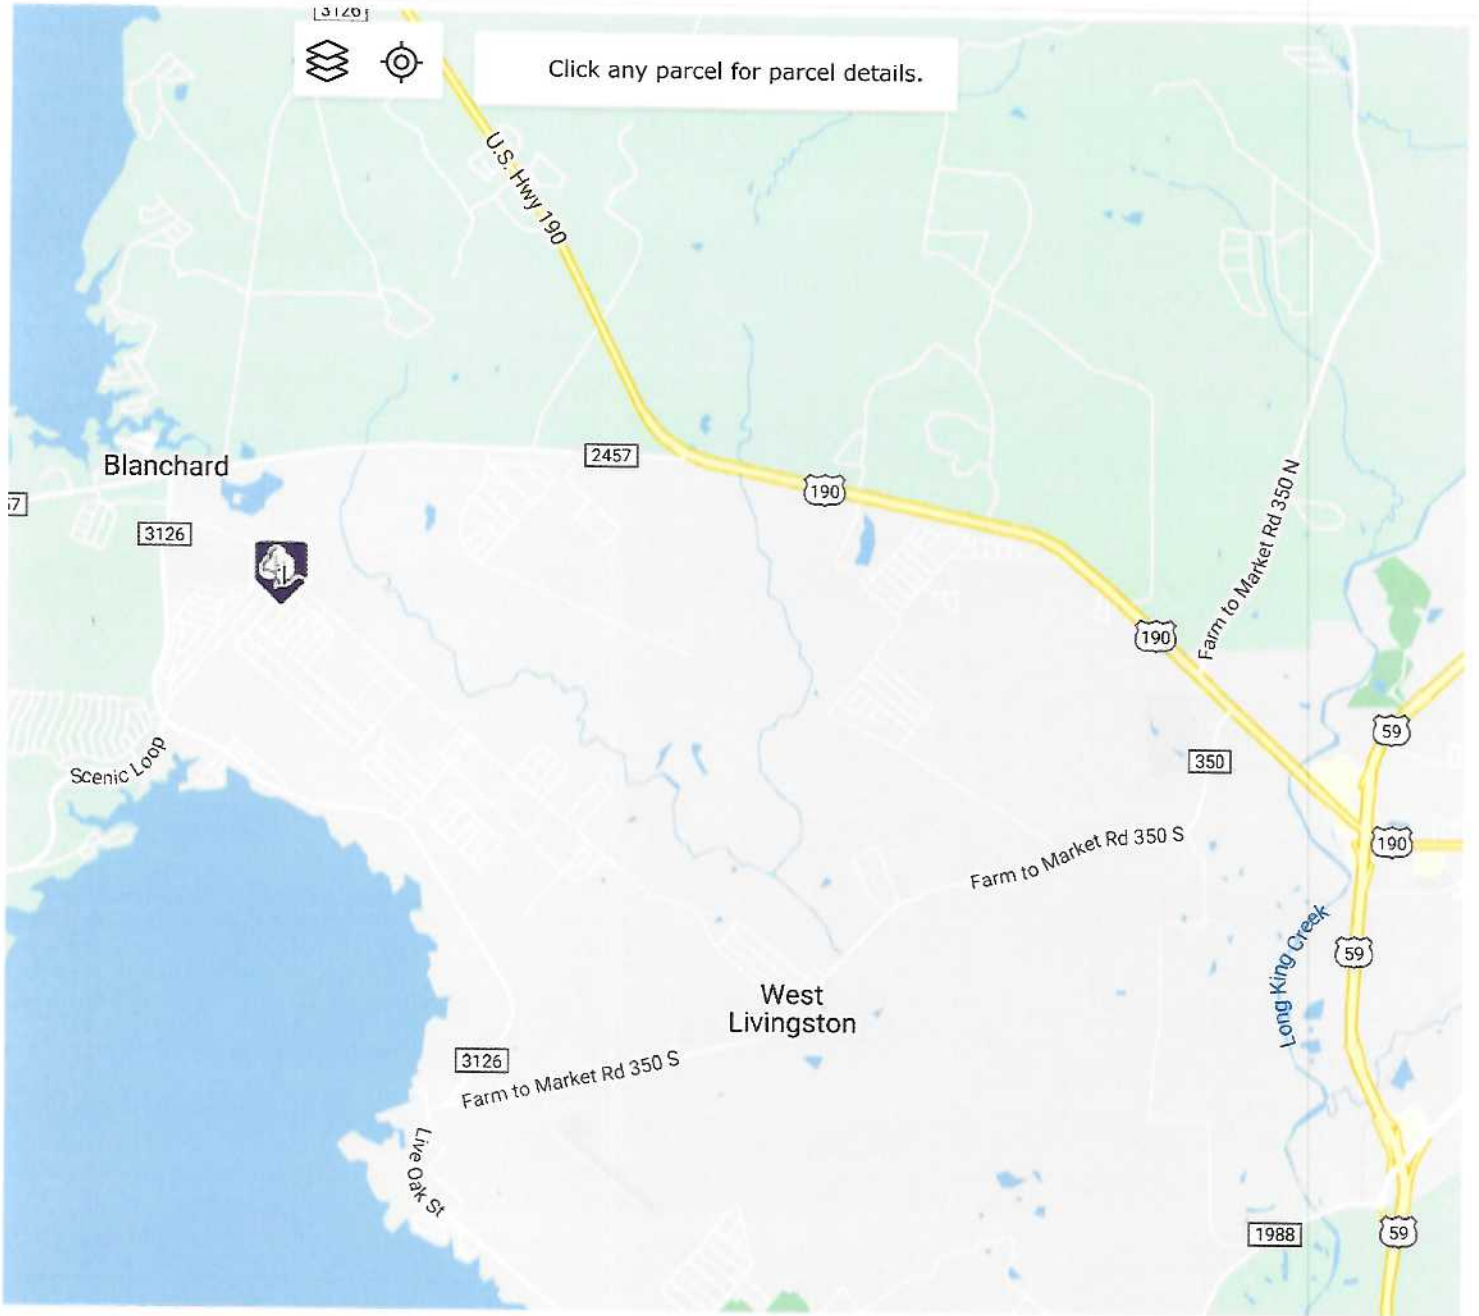 3126
Click any parcel for parcel details.
U.S. Hwy 190
Blanchard
2457
190
57
3126
Farm to Market Rd 350 N
190
59
Scenic Loop
350
Farm to Market Rd 350 S
190
Long King Creek
59
West
Livingston
3126
Farm to Market Rd 350 S
Live Oak St
1988
59